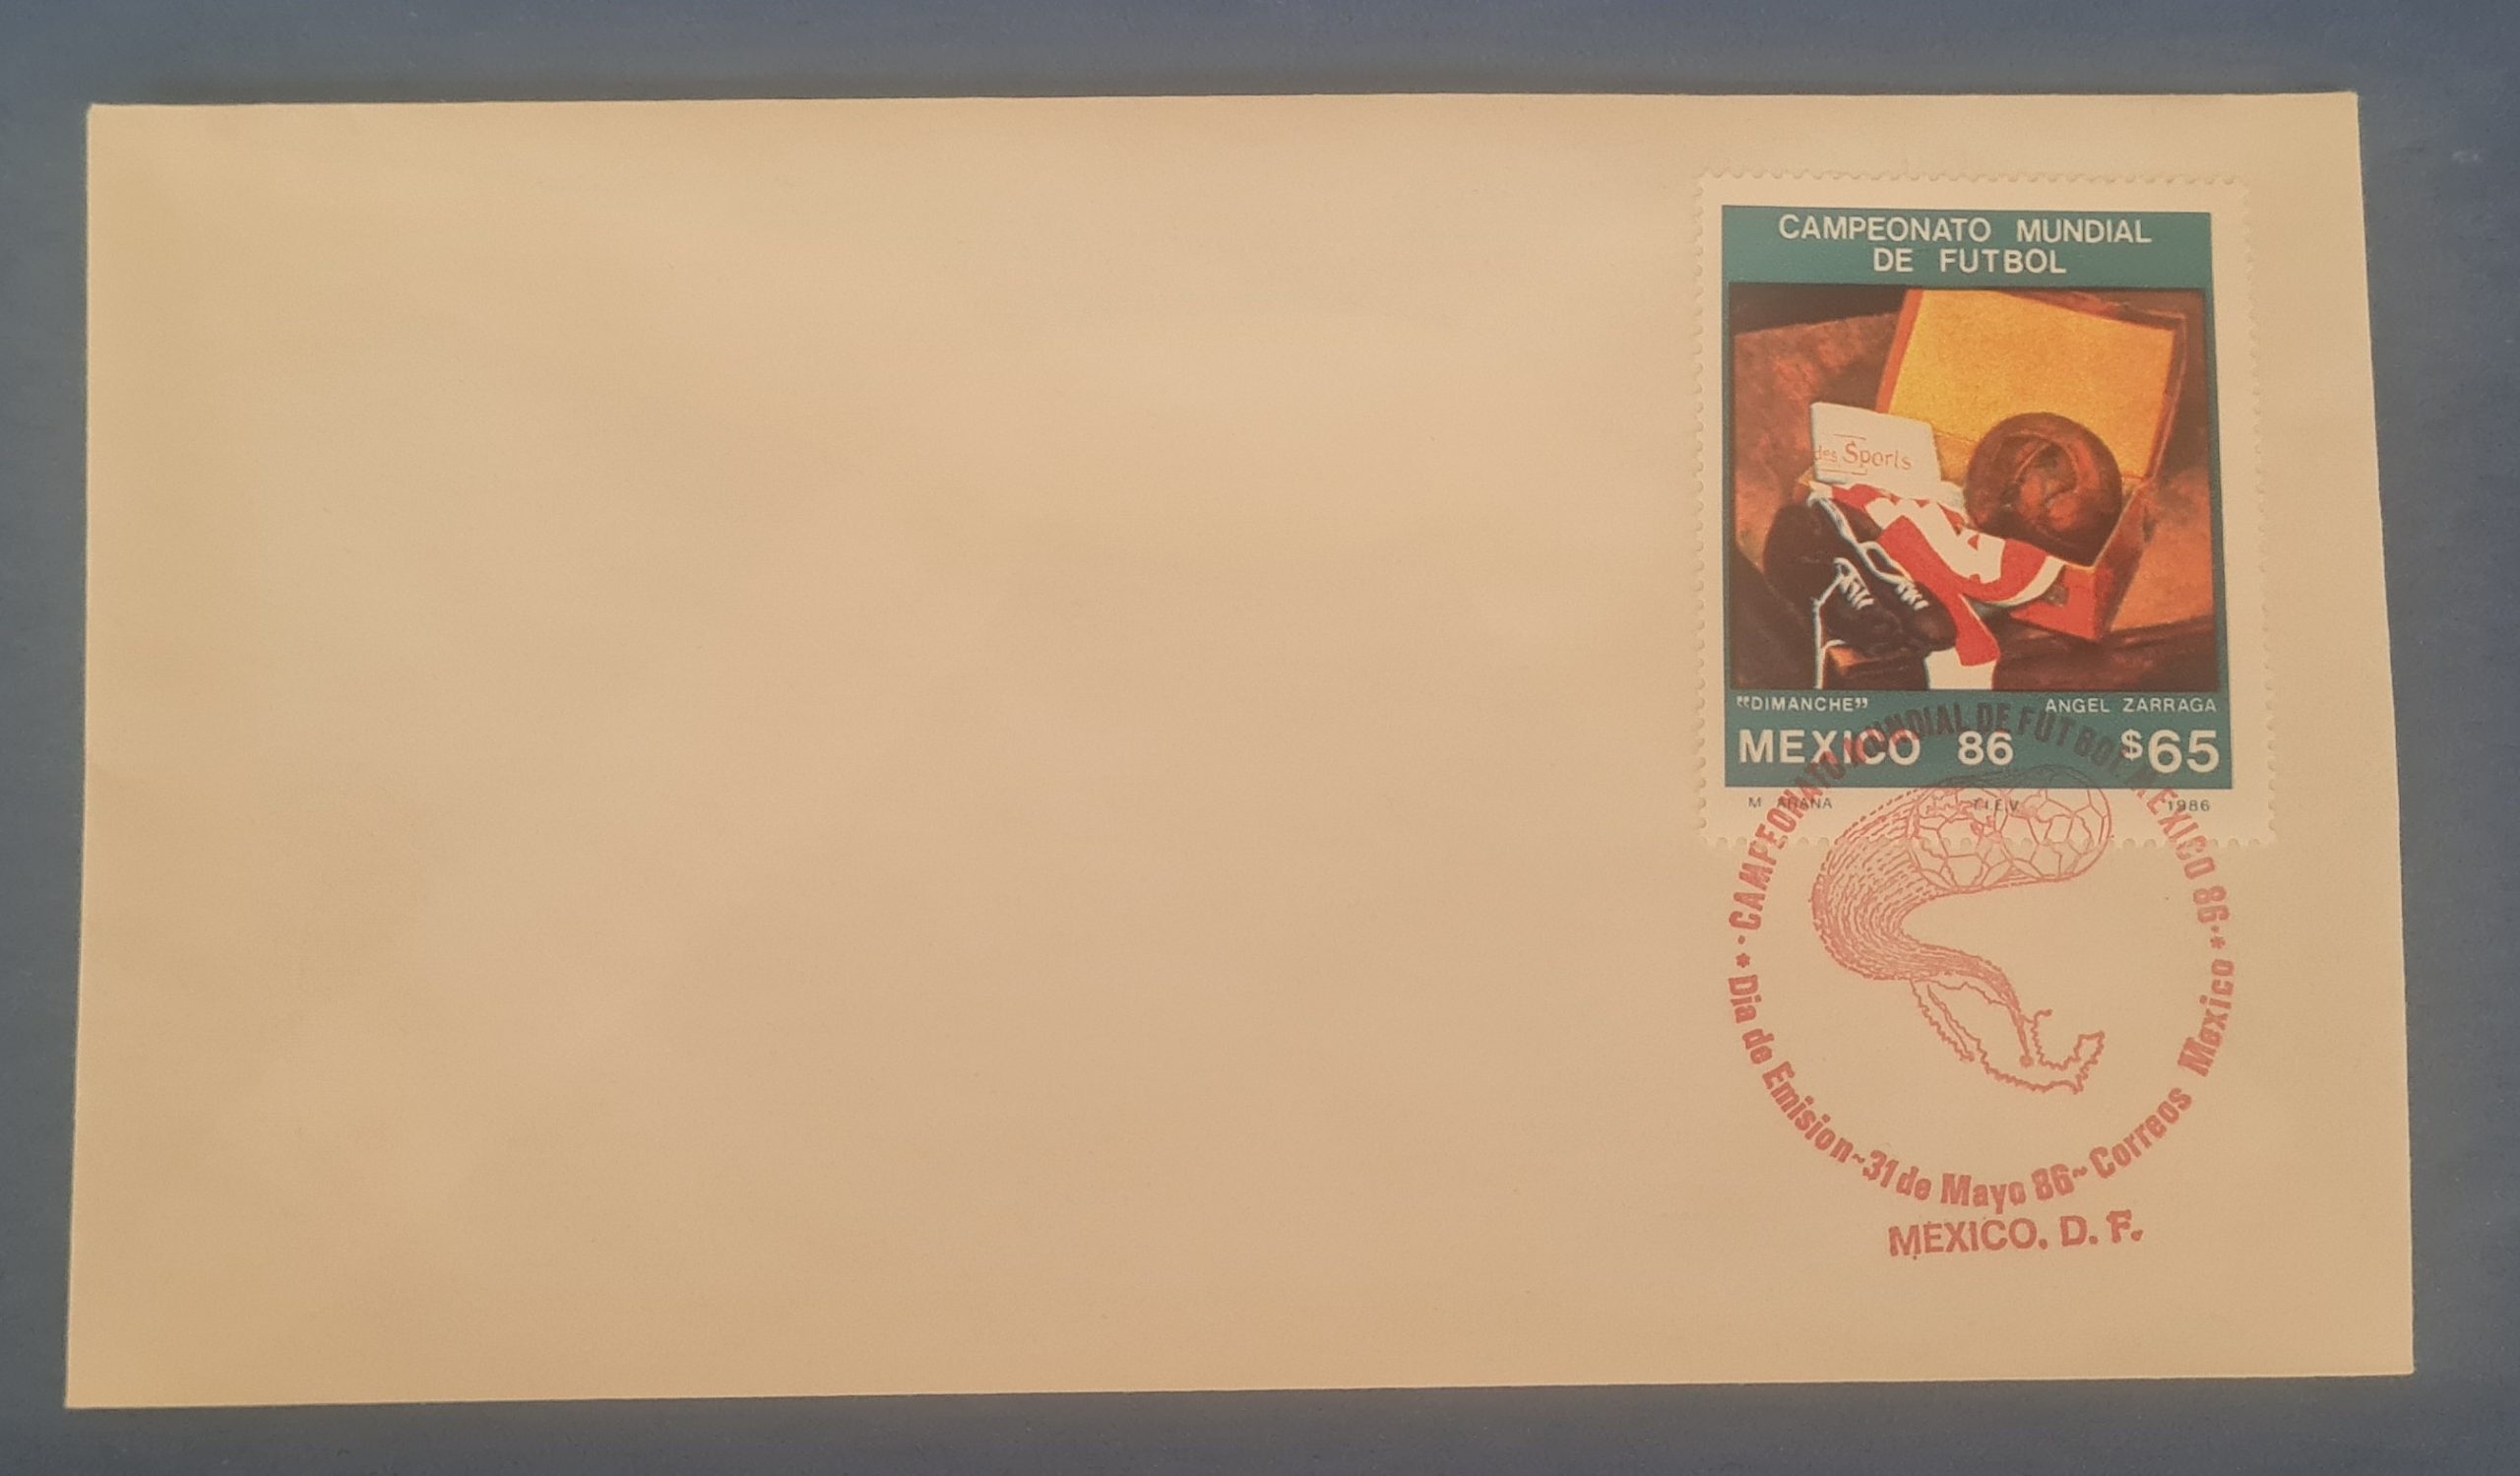 CAMPEONATO MUNDIAL
DE FUTBOL
des Sports
"DIMANCHE" ANGEL ZARRAGA
MEXICO 86 $65
M ARANA T.I.E.V. 1986
* CAMPEONATO MUNDIAL DE FUTBOL MEXICO 86 *
Dia de Emision~31 de Mayo 86~Correos Mexico
MEXICO. D. F.